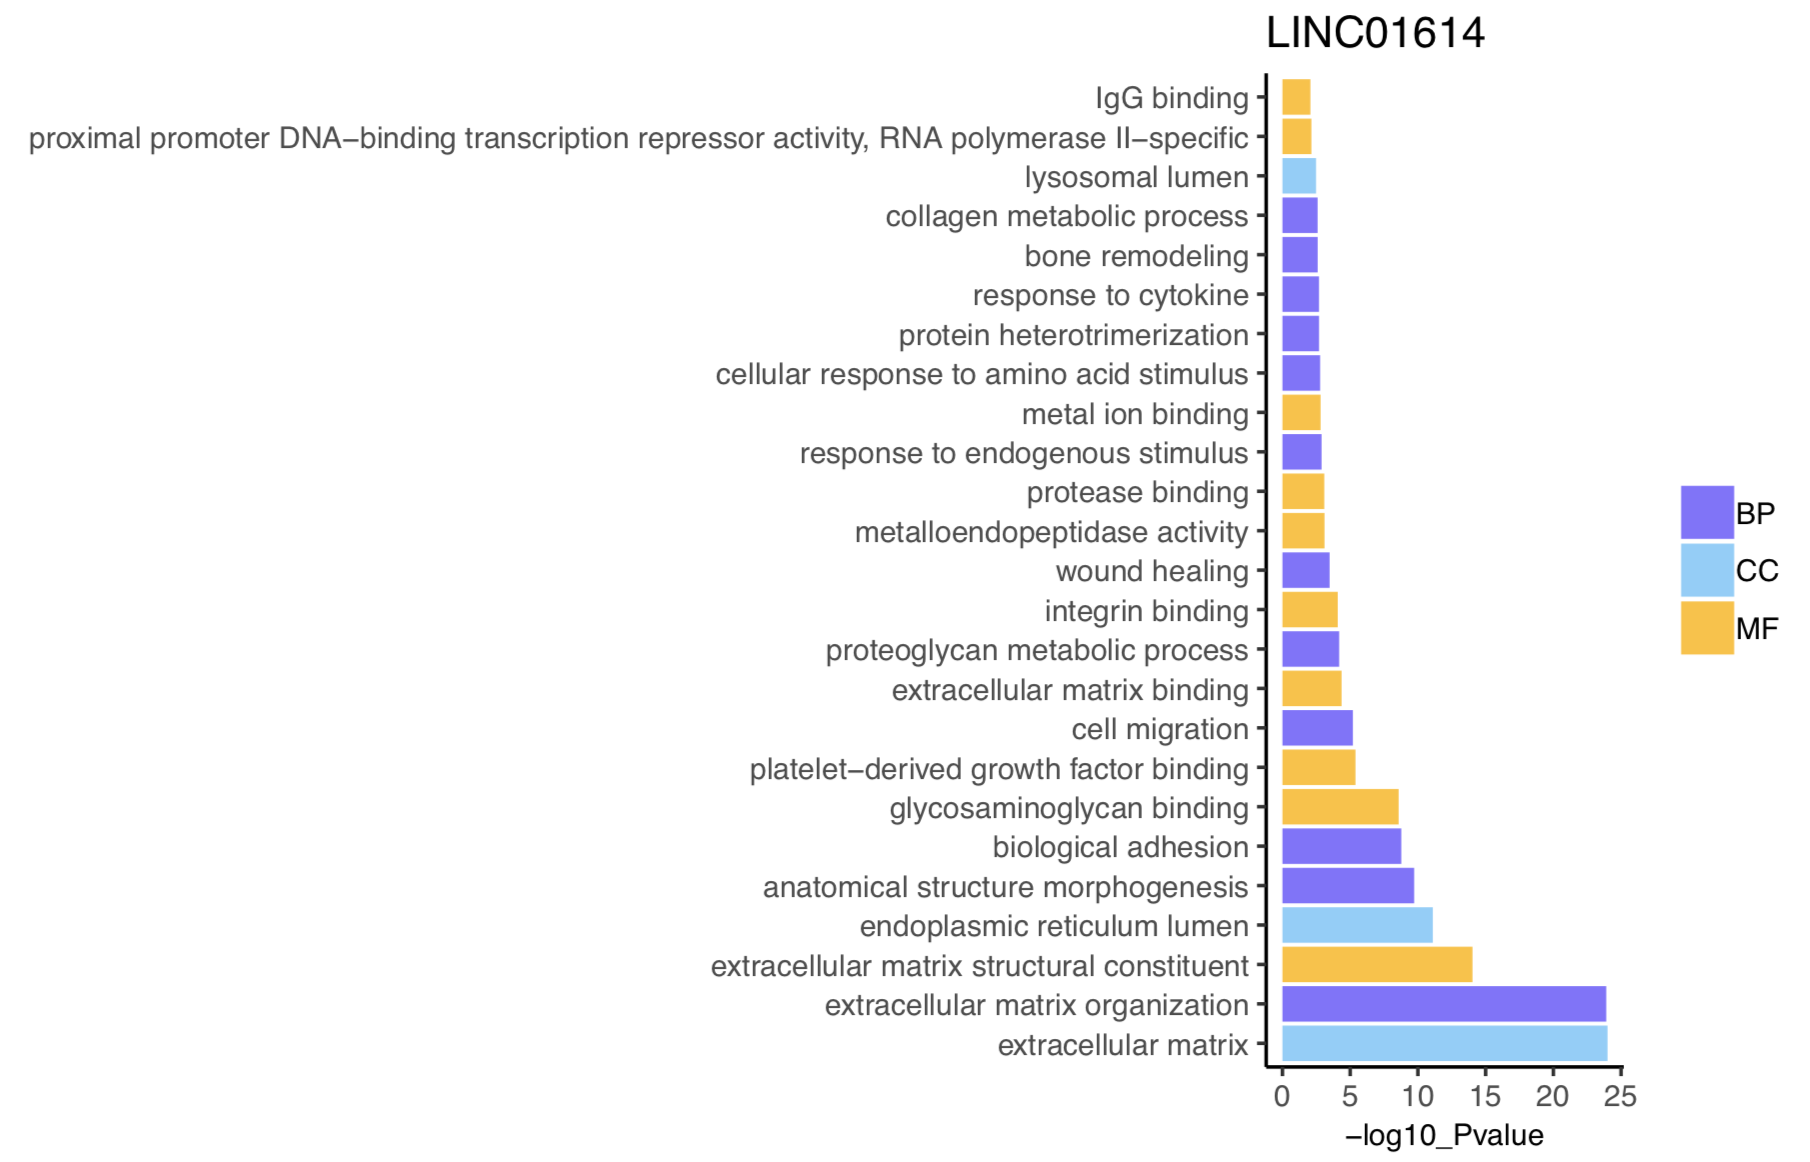 LINC01614
IgG binding
proximal promoter DNA−binding transcription repressor activity, RNA polymerase II−specific
lysosomal lumen
collagen metabolic process
bone remodeling
response to cytokine
protein heterotrimerization
cellular response to amino acid stimulus
metal ion binding
response to endogenous stimulus
protease binding
metalloendopeptidase activity
wound healing
integrin binding
proteoglycan metabolic process
extracellular matrix binding
cell migration
platelet−derived growth factor binding
glycosaminoglycan binding
biological adhesion
anatomical structure morphogenesis
endoplasmic reticulum lumen
extracellular matrix structural constituent
extracellular matrix organization
extracellular matrix
0 5 10 15 20 25
−log10_Pvalue
BP
CC
MF